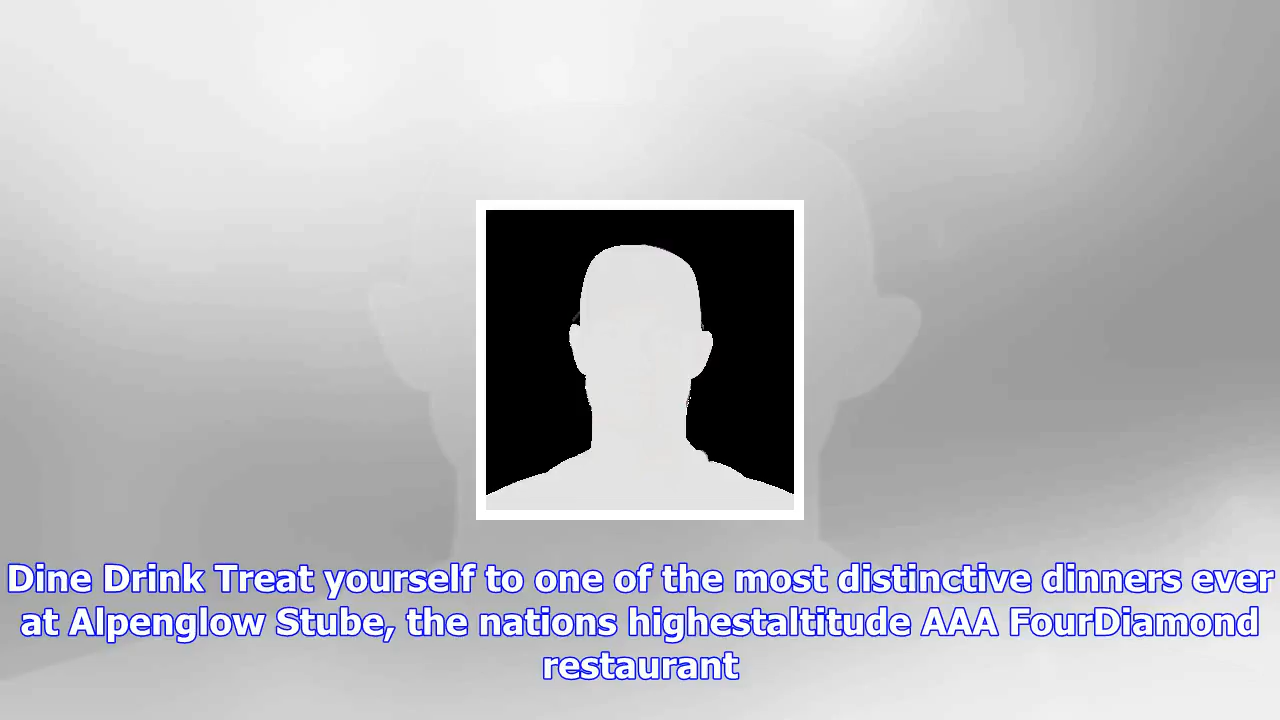 Dine Drink Treat yourself to one of the most distinctive dinners ever
at Alpenglow Stube, the nations highestaltitude AAA FourDiamond
restaurant